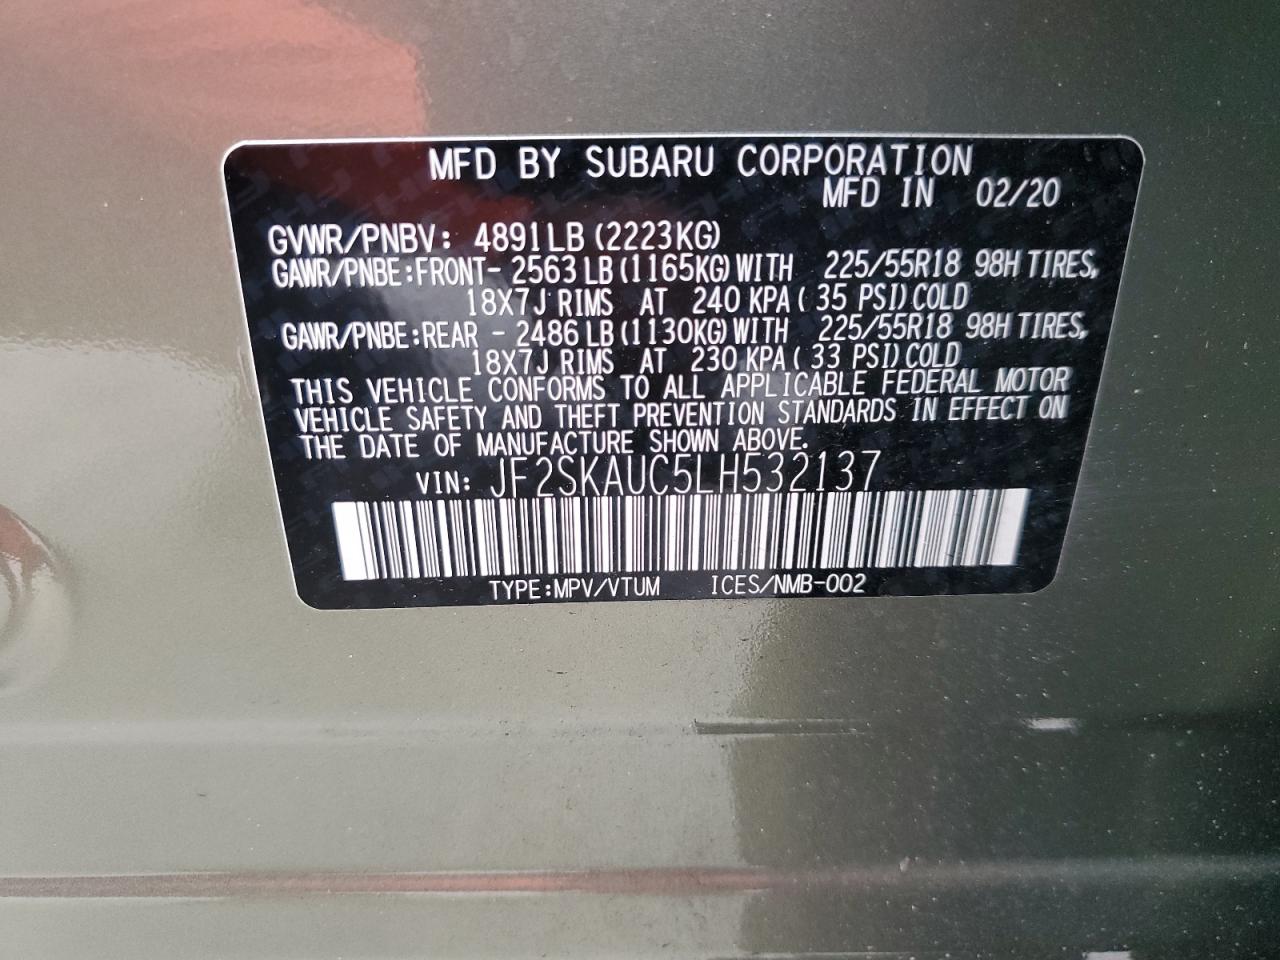 MFD BY SUBARU CORPORATION
MFD IN 02/20
GVWR/PNBV: 4891LB (2223KG)
GAWR/PNBE:FRONT- 2563 LB (1165KG) WITH 225/55R18 98H TIRES,
18X7J RIMS AT 240 KPA ( 35 PSI) COLD
GAWR/PNBE:REAR - 2486 LB (1130KG) WITH 225/55R18 98H TIRES,
18X7J RIMS AT 230 KPA ( 33 PSI) COLD
THIS VEHICLE CONFORMS TO ALL APPLICABLE FEDERAL MOTOR
VEHICLE SAFETY AND THEFT PREVENTION STANDARDS IN EFFECT ON
THE DATE OF MANUFACTURE SHOWN ABOVE.
VIN: JF2SKAUC5LH532137
TYPE:MPV/VTUM ICES/NMB-002